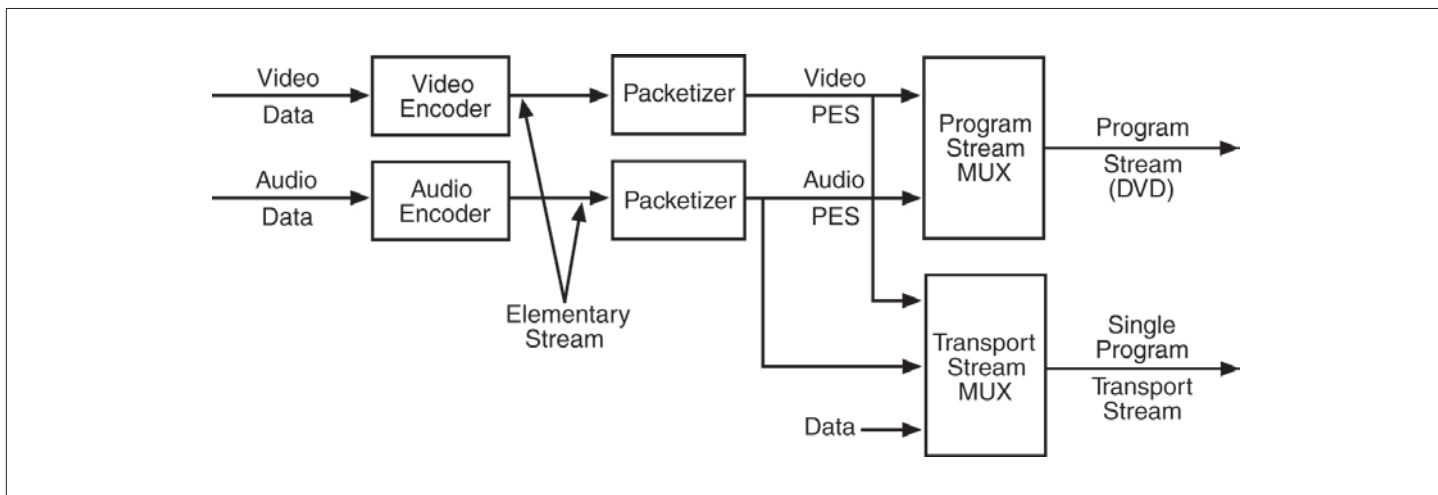 Video
Data
Video
Encoder
Packetizer
Video
PES
Program
Stream
MUX
Program
Stream
(DVD)
Audio
Data
Audio
Encoder
Packetizer
Audio
PES
Elementary
Stream
Transport
Stream
MUX
Single
Program
Transport
Stream
Data